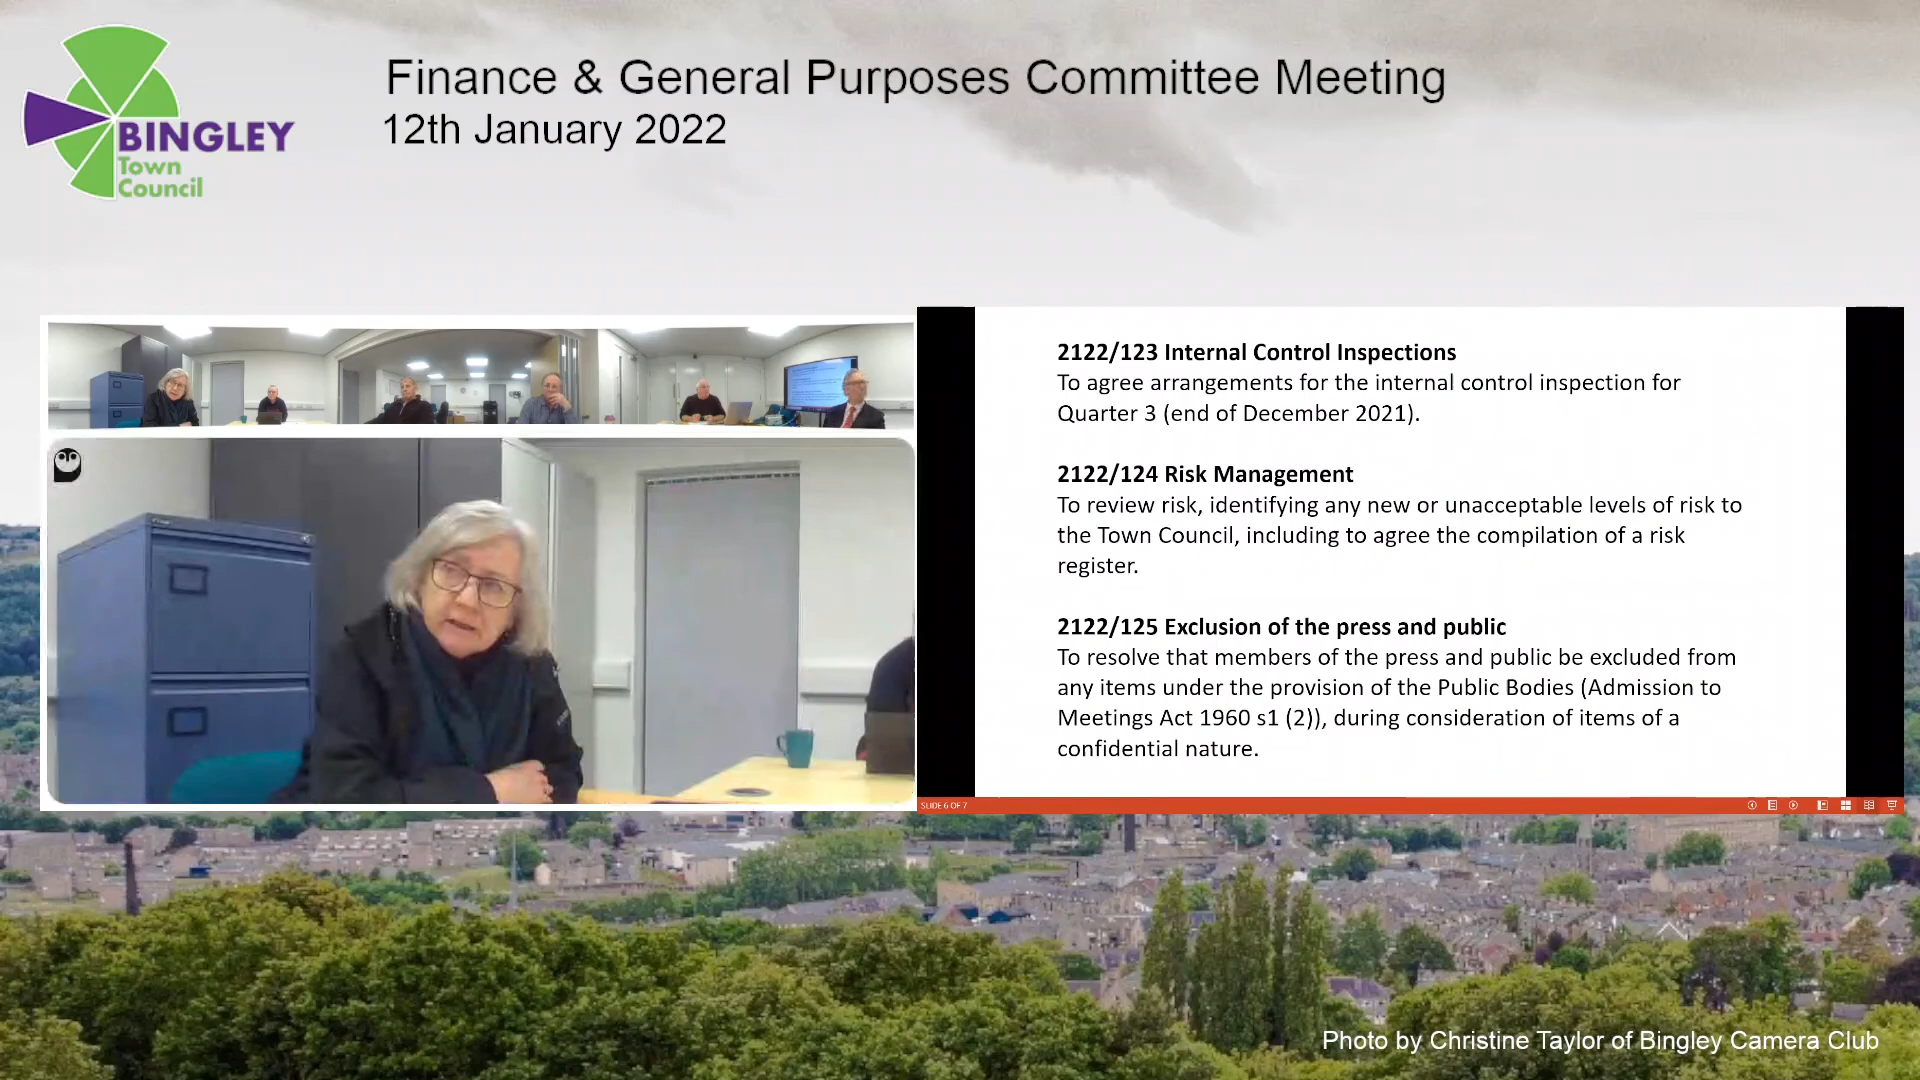 BINGLEY
Town
Council
Finance & General Purposes Committee Meeting
12th January 2022
2122/123 Internal Control Inspections
To agree arrangements for the internal control inspection for
Quarter 3 (end of December 2021).
2122/124 Risk Management
To review risk, identifying any new or unacceptable levels of risk to
the Town Council, including to agree the compilation of a risk
register.
2122/125 Exclusion of the press and public
To resolve that members of the press and public be excluded from
any items under the provision of the Public Bodies (Admission to
Meetings Act 1960 s1 (2)), during consideration of items of a
confidential nature.
SLIDE 6 OF 7
Photo by Christine Taylor of Bingley Camera Club